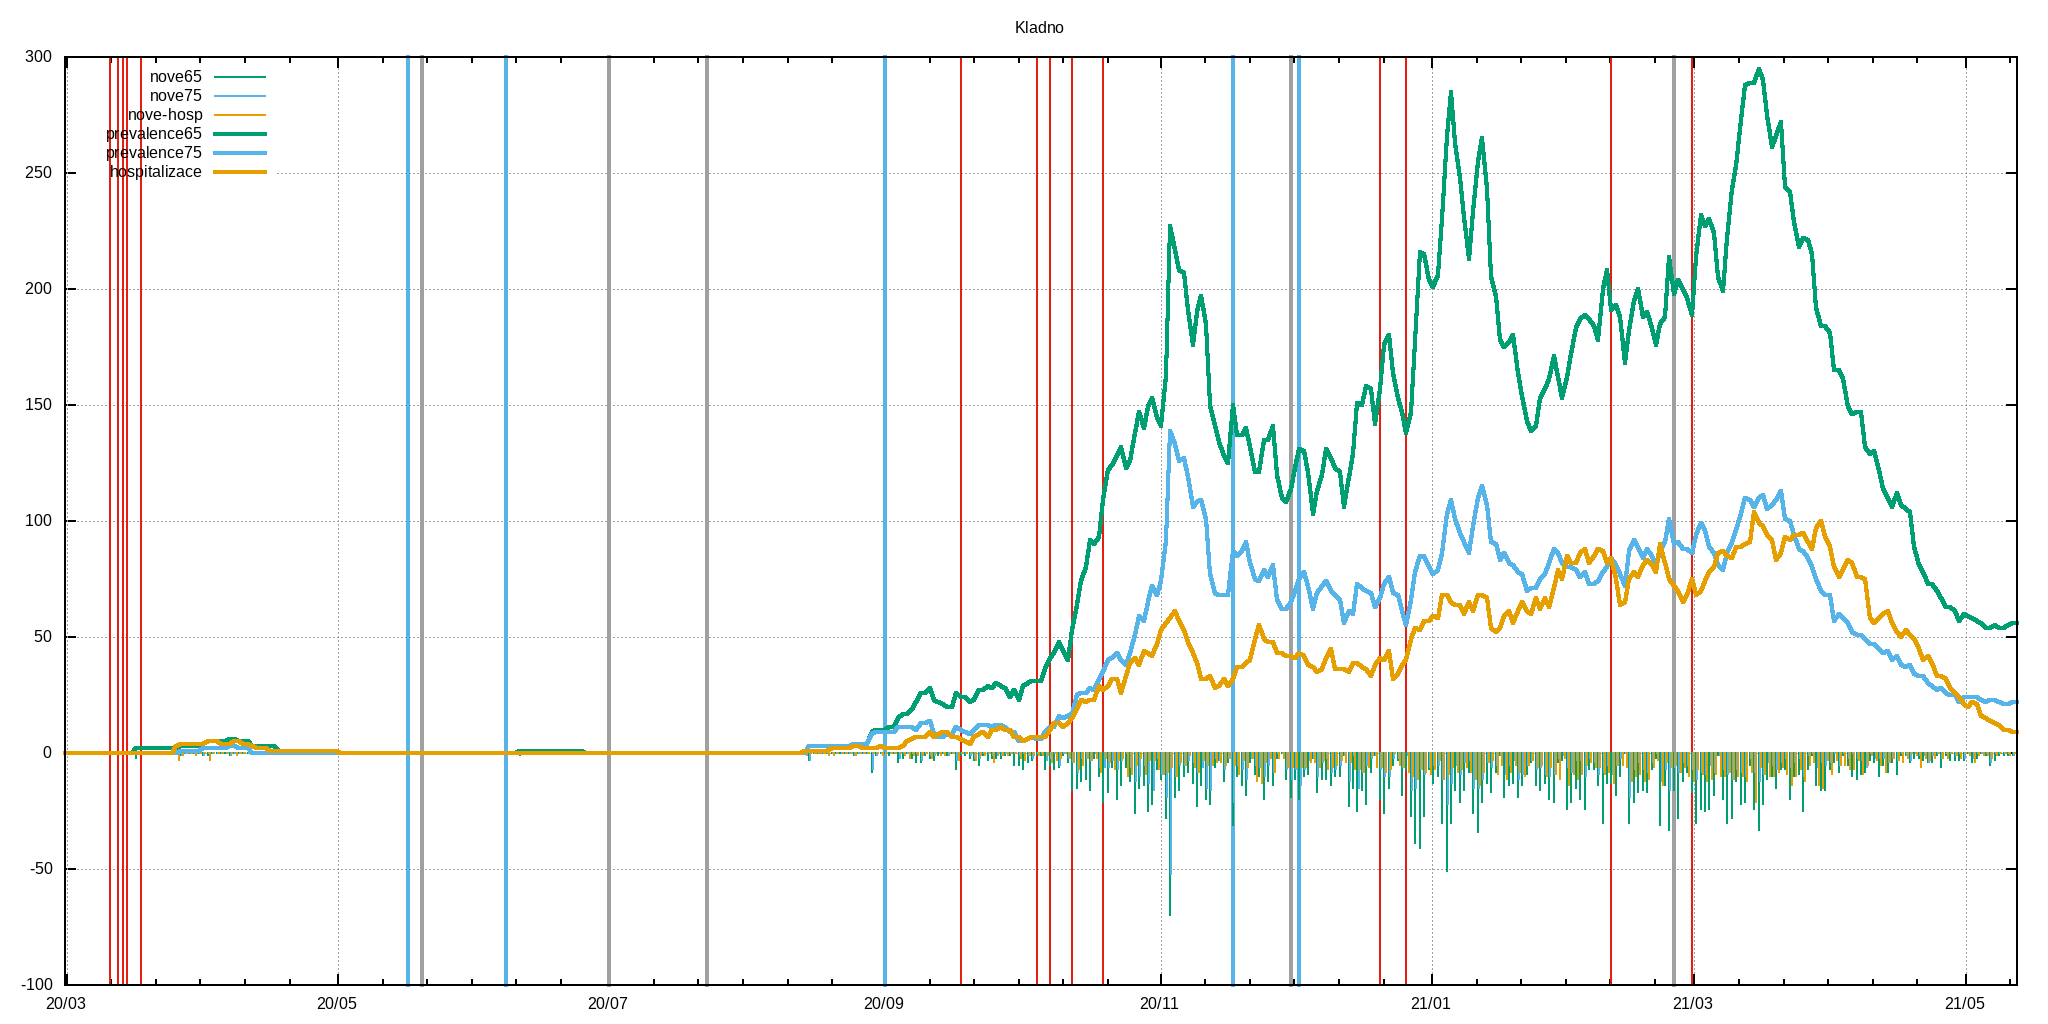 Kladno
300
nove65
nove75
nove-hosp
prevalence65
prevalence75
hospitalizace
250
200
150
100
50
0
-50
-100
20/03 20/05 20/07 20/09 20/11 21/01 21/03 21/05